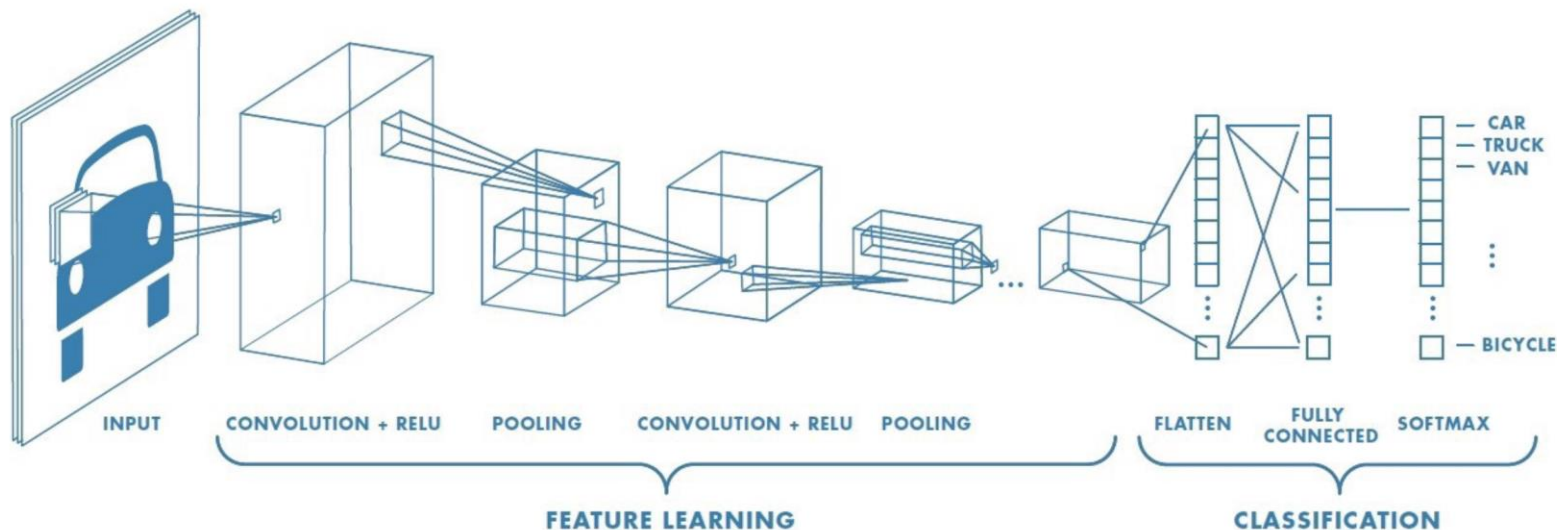 CAR
TRUCK
VAN
BICYCLE
INPUT
CONVOLUTION + RELU
POOLING
CONVOLUTION + RELU
POOLING
FLATTEN
FULLY
CONNECTED
SOFTMAX
FEATURE LEARNING
CLASSIFICATION